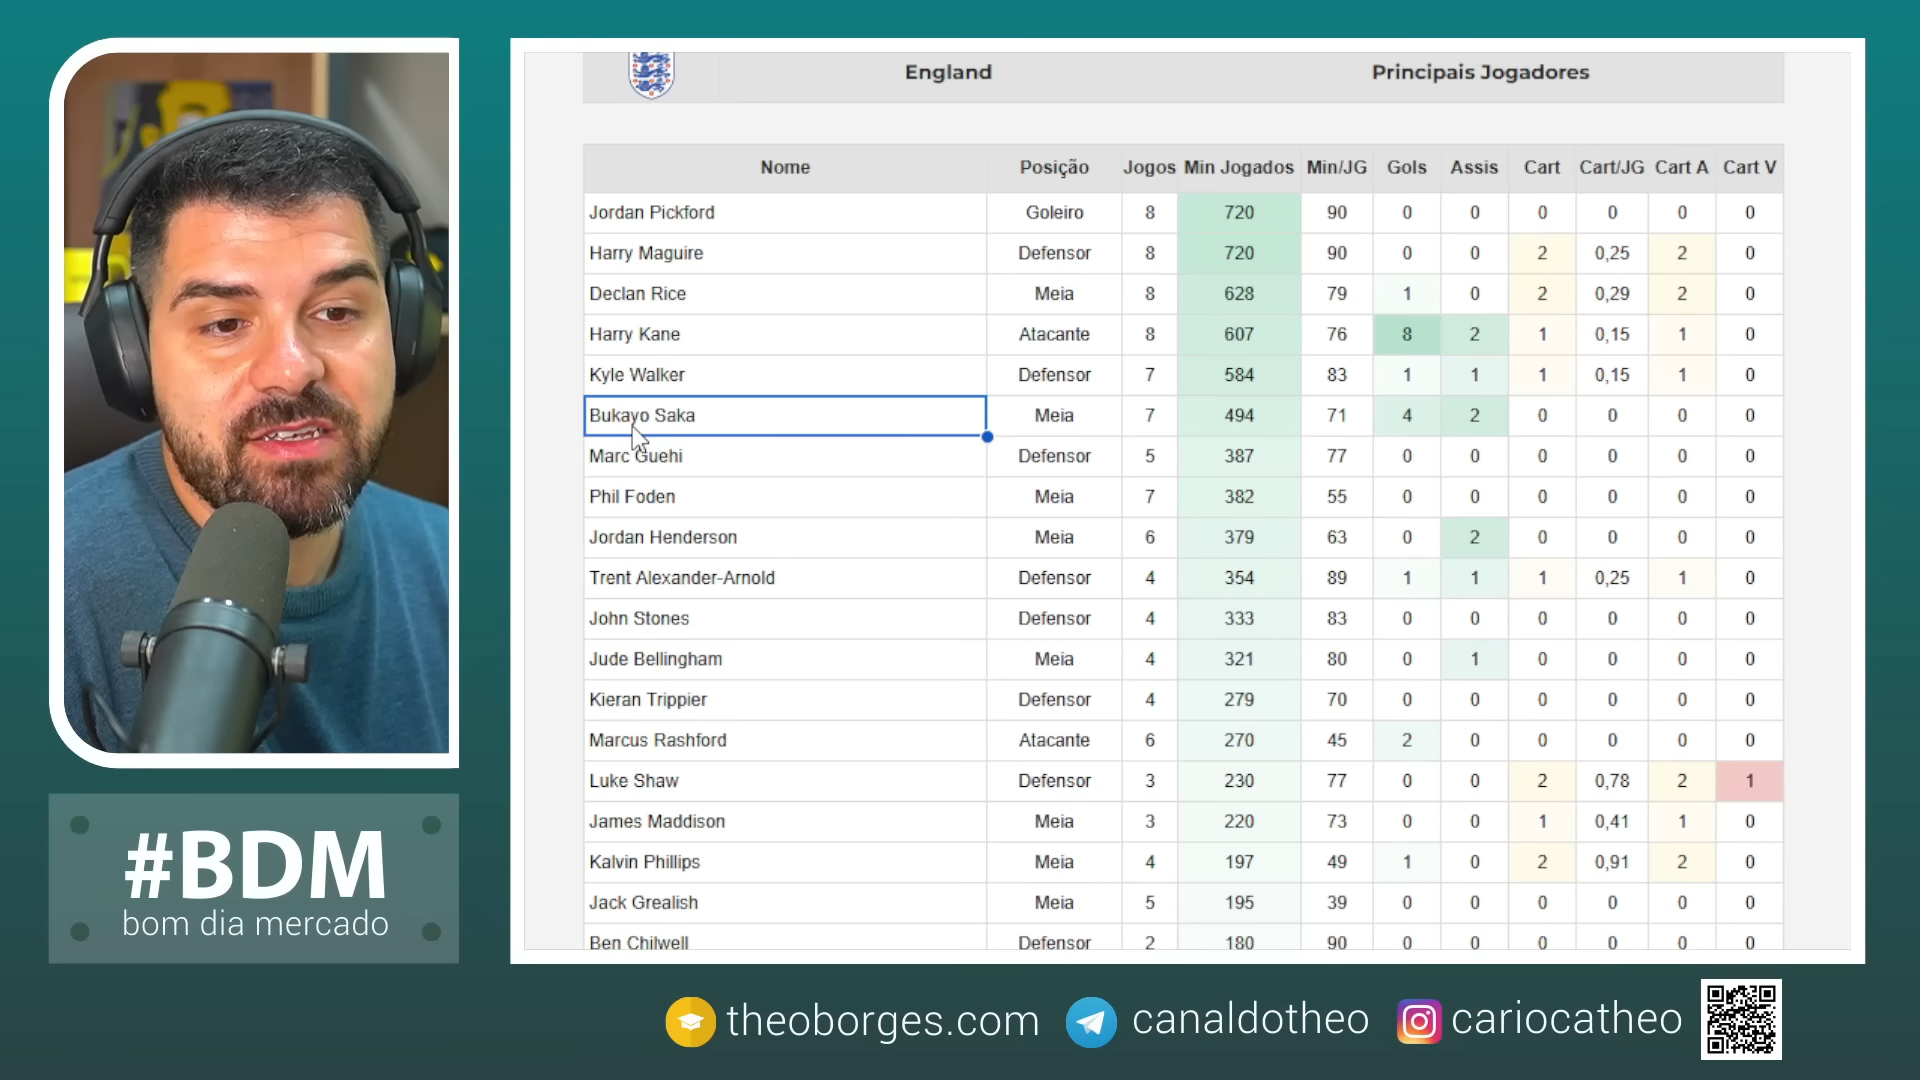 England Principais Jogadores
Nome Posição Jogos Min Jogados Min/JG Gols Assis Cart Cart/JG Cart A Cart V
Jordan Pickford Goleiro 8 720 90 0 0 0 0 0 0
Harry Maguire Defensor 8 720 90 0 0 2 0,25 2 0
Declan Rice Meia 8 628 79 1 0 2 0,29 2 0
Harry Kane Atacante 8 607 76 8 2 1 0,15 1 0
Kyle Walker Defensor 7 584 83 1 1 1 0,15 1 0
Bukayo Saka Meia 7 494 71 4 2 0 0 0 0
Marc Guehi Defensor 5 387 77 0 0 0 0 0 0
Phil Foden Meia 7 382 55 0 0 0 0 0 0
Jordan Henderson Meia 6 379 63 0 2 0 0 0 0
Trent Alexander-Arnold Defensor 4 354 89 1 1 1 0,25 1 0
John Stones Defensor 4 333 83 0 0 0 0 0 0
Jude Bellingham Meia 4 321 80 0 1 0 0 0 0
Kieran Trippier Defensor 4 279 70 0 0 0 0 0 0
Marcus Rashford Atacante 6 270 45 2 0 0 0 0 0
Luke Shaw Defensor 3 230 77 0 0 2 0,78 2 1
James Maddison Meia 3 220 73 0 0 1 0,41 1 0
Kalvin Phillips Meia 4 197 49 1 0 2 0,91 2 0
Jack Grealish Meia 5 195 39 0 0 0 0 0 0
Ben Chilwell Defensor 2 180 90 0 0 0 0 0 0
#BDM
bom dia mercado
theoborges.com canaldotheo cariocatheo